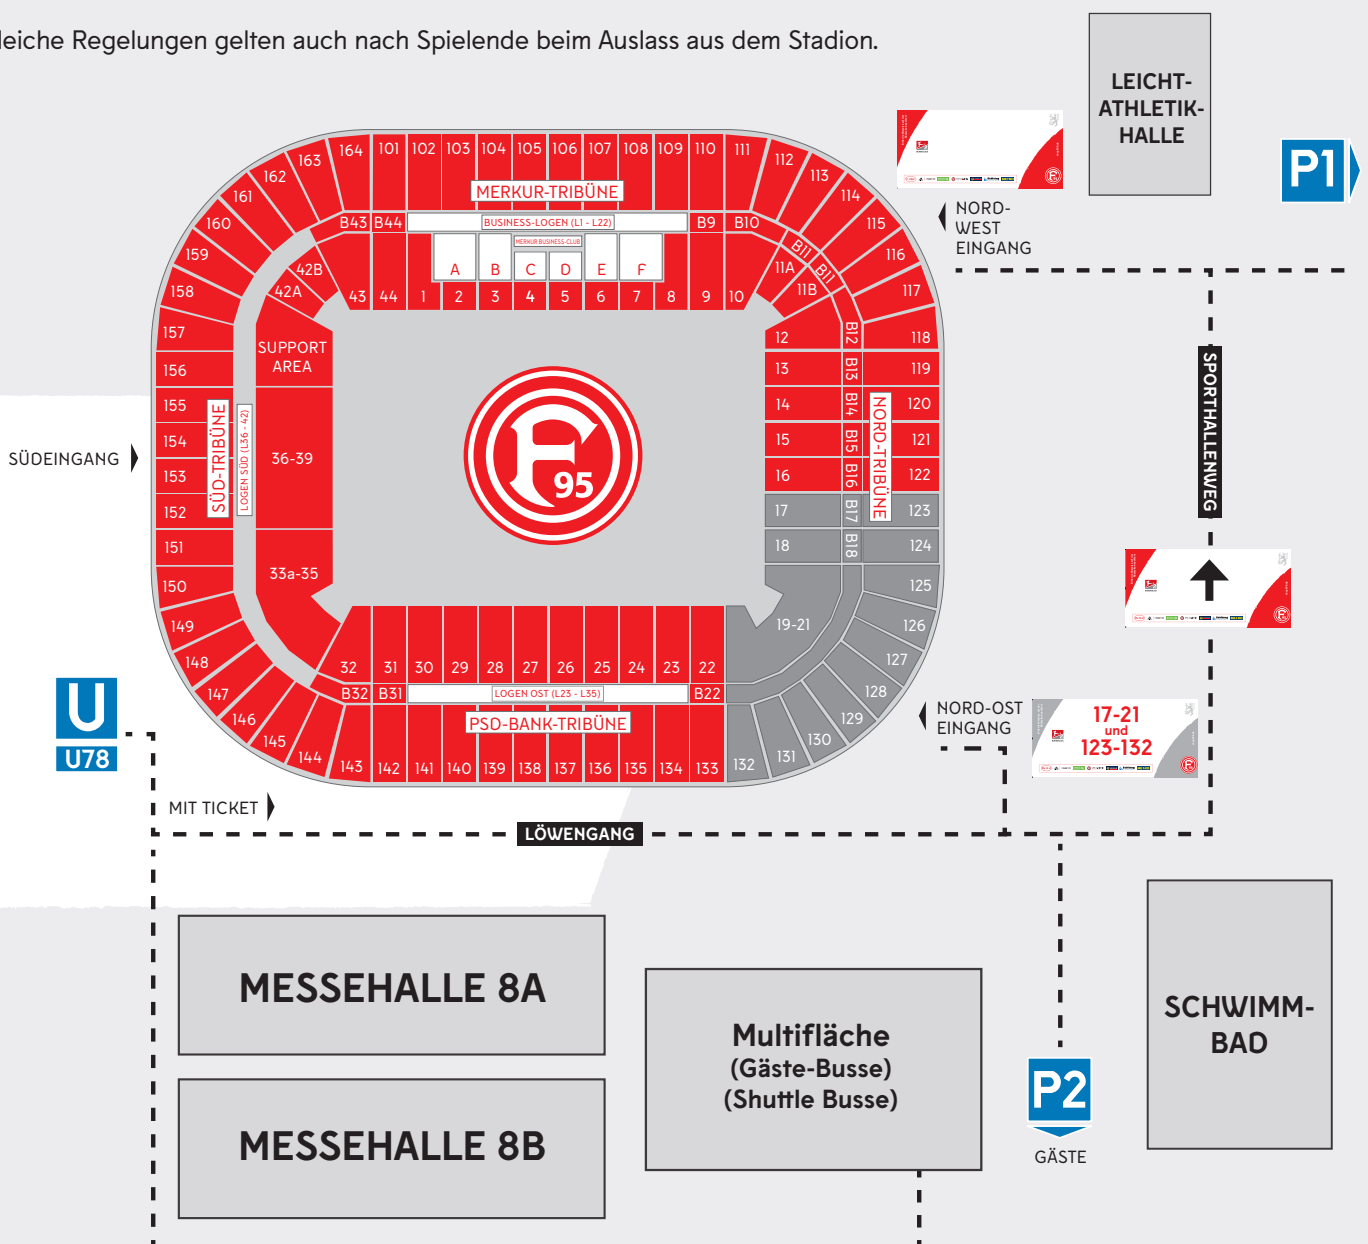 leiche Regelungen gelten auch nach Spielende beim Auslass aus dem Stadion.
LEICHT-
ATHLETIK-
HALLE
P1
NORD-
WEST
EINGANG
164 101 102 103 104 105 106 107 108 109 110 111
163 112
162 113
161 114
160 115
159 116
158 117
157 118
156 119
155 120
154 121
153 122
152 123
151 124
150 125
149 126
148 127
147 128
146 129
145 130
144 131
143 142 141 140 139 138 137 136 135 134 133 132
MERKUR-TRIBÜNE
B43 B44 BUSINESS-LOGEN (L1 - L22) B9 B10
MERKUR BUSINESS-CLUB
A B C D E F
B11
B11
42B
42A
11A
11B
43 44 1 2 3 4 5 6 7 8 9 10
12 B12
13 B13
14 B14
15 B15
16 B16
17 B17
18 B18
19-21
SUPPORT
AREA
36-39
33a-35
SÜD-TRIBÜNE
LOGEN SÜD (L36 - 42)
NORD-TRIBÜNE
95
32 31 30 29 28 27 26 25 24 23 22
B32 B31 LOGEN OST (L23 - L35) B22
PSD-BANK-TRIBÜNE
SÜDEINGANG
SPORTHALLENWEG
U
U78
NORD-OST
EINGANG
17-21
und
123-132
MIT TICKET
LÖWENGANG
MESSEHALLE 8A
MESSEHALLE 8B
Multifläche
(Gäste-Busse)
(Shuttle Busse)
P2
GÄSTE
SCHWIMM-
BAD